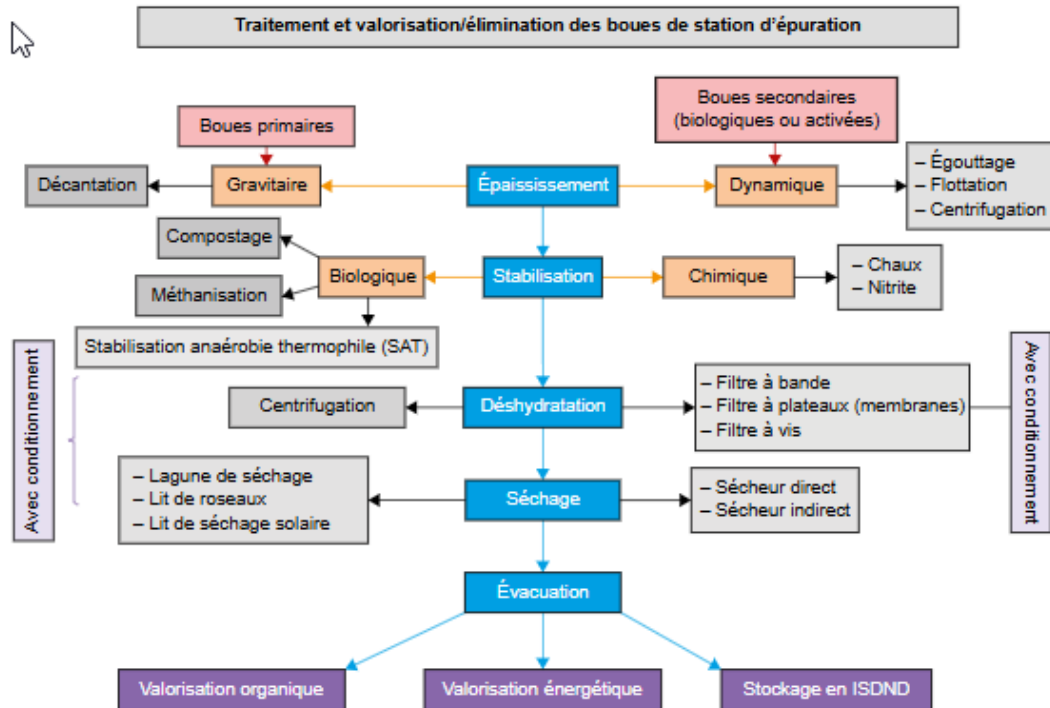 Traitement et valorisation/élimination des boues de station d'épuration
Boues primaires
Boues secondaires
(biologiques ou activées)
Décantation
Gravitaire
Épaississement
Dynamique
– Égouttage
– Flottation
– Centrifugation
Compostage
Méthanisation
Biologique
Stabilisation
Chimique
– Chaux
– Nitrite
Stabilisation anaérobie thermophile (SAT)
Avec conditionnement
Centrifugation
Déshydratation
– Filtre à bande
– Filtre à plateaux (membranes)
– Filtre à vis
Avec conditionnement
– Lagune de séchage
– Lit de roseaux
– Lit de séchage solaire
Séchage
– Sécheur direct
– Sécheur indirect
Évacuation
Valorisation organique
Valorisation énergétique
Stockage en ISDND